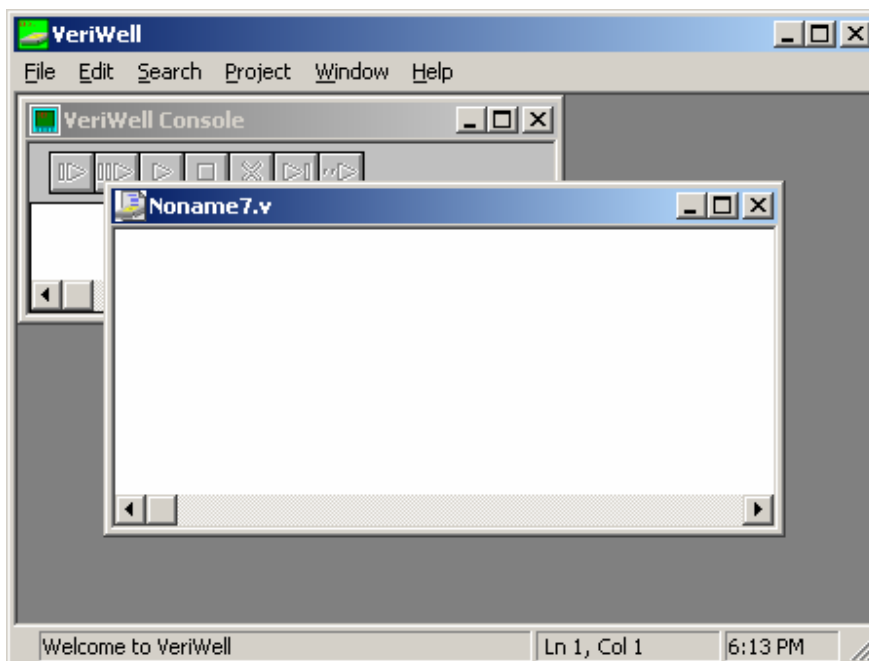 VeriWell
File Edit Search Project Window Help
VeriWell Console
Noname7.v
Welcome to VeriWell Ln 1, Col 1 6:13 PM